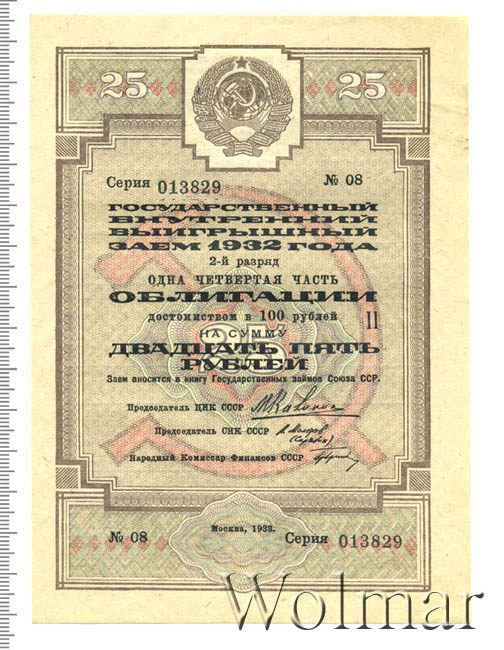 25 25
Серия 013829 № 08
ГОСУДАРСТВЕННЫЙ
ВНУТРЕННИЙ
ВЫИГРЫШНЫЙ
ЗАЕМ 1932 ГОДА
2-й разряд
ОДНА ЧЕТВЕРТАЯ ЧАСТЬ
ОБЛИГАЦИИ
достоинством в 100 рублей II
НА СУММУ
ДВАДЦАТЬ ПЯТЬ
РУБЛЕЙ
Заем вносится в книгу Государственных займов Союза ССР.
Председатель ЦИК СССР
Председатель СНК СССР
Народный Комиссар Финансов СССР
Москва, 1933.
№ 08 Серия 013829
Wolmar